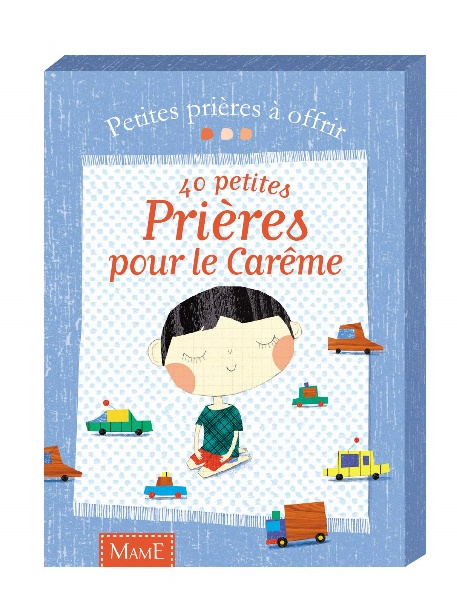 Petites prières à offrir
40 petites
Prières
pour le Carême
MAME